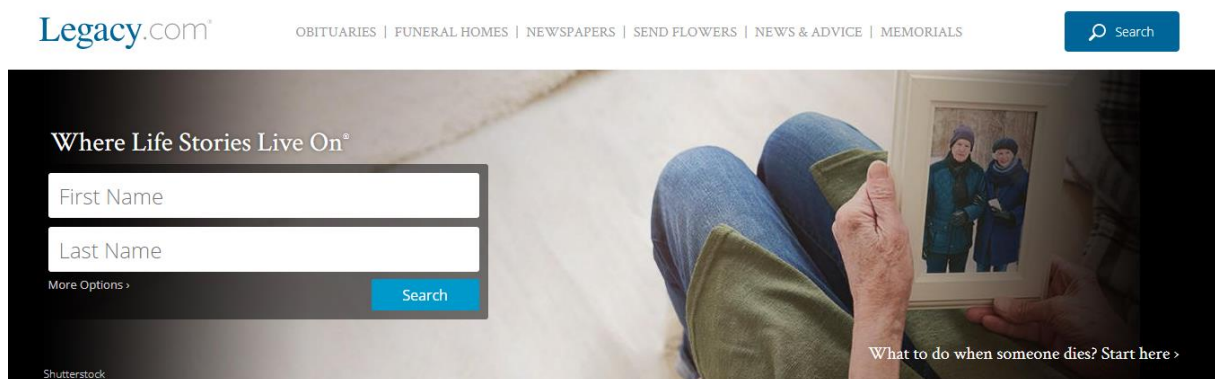 Legacy.com®
OBITUARIES | FUNERAL HOMES | NEWSPAPERS | SEND FLOWERS | NEWS & ADVICE | MEMORIALS
Search
Where Life Stories Live On®
First Name
Last Name
More Options ›
Search
What to do when someone dies? Start here ›
Shutterstock